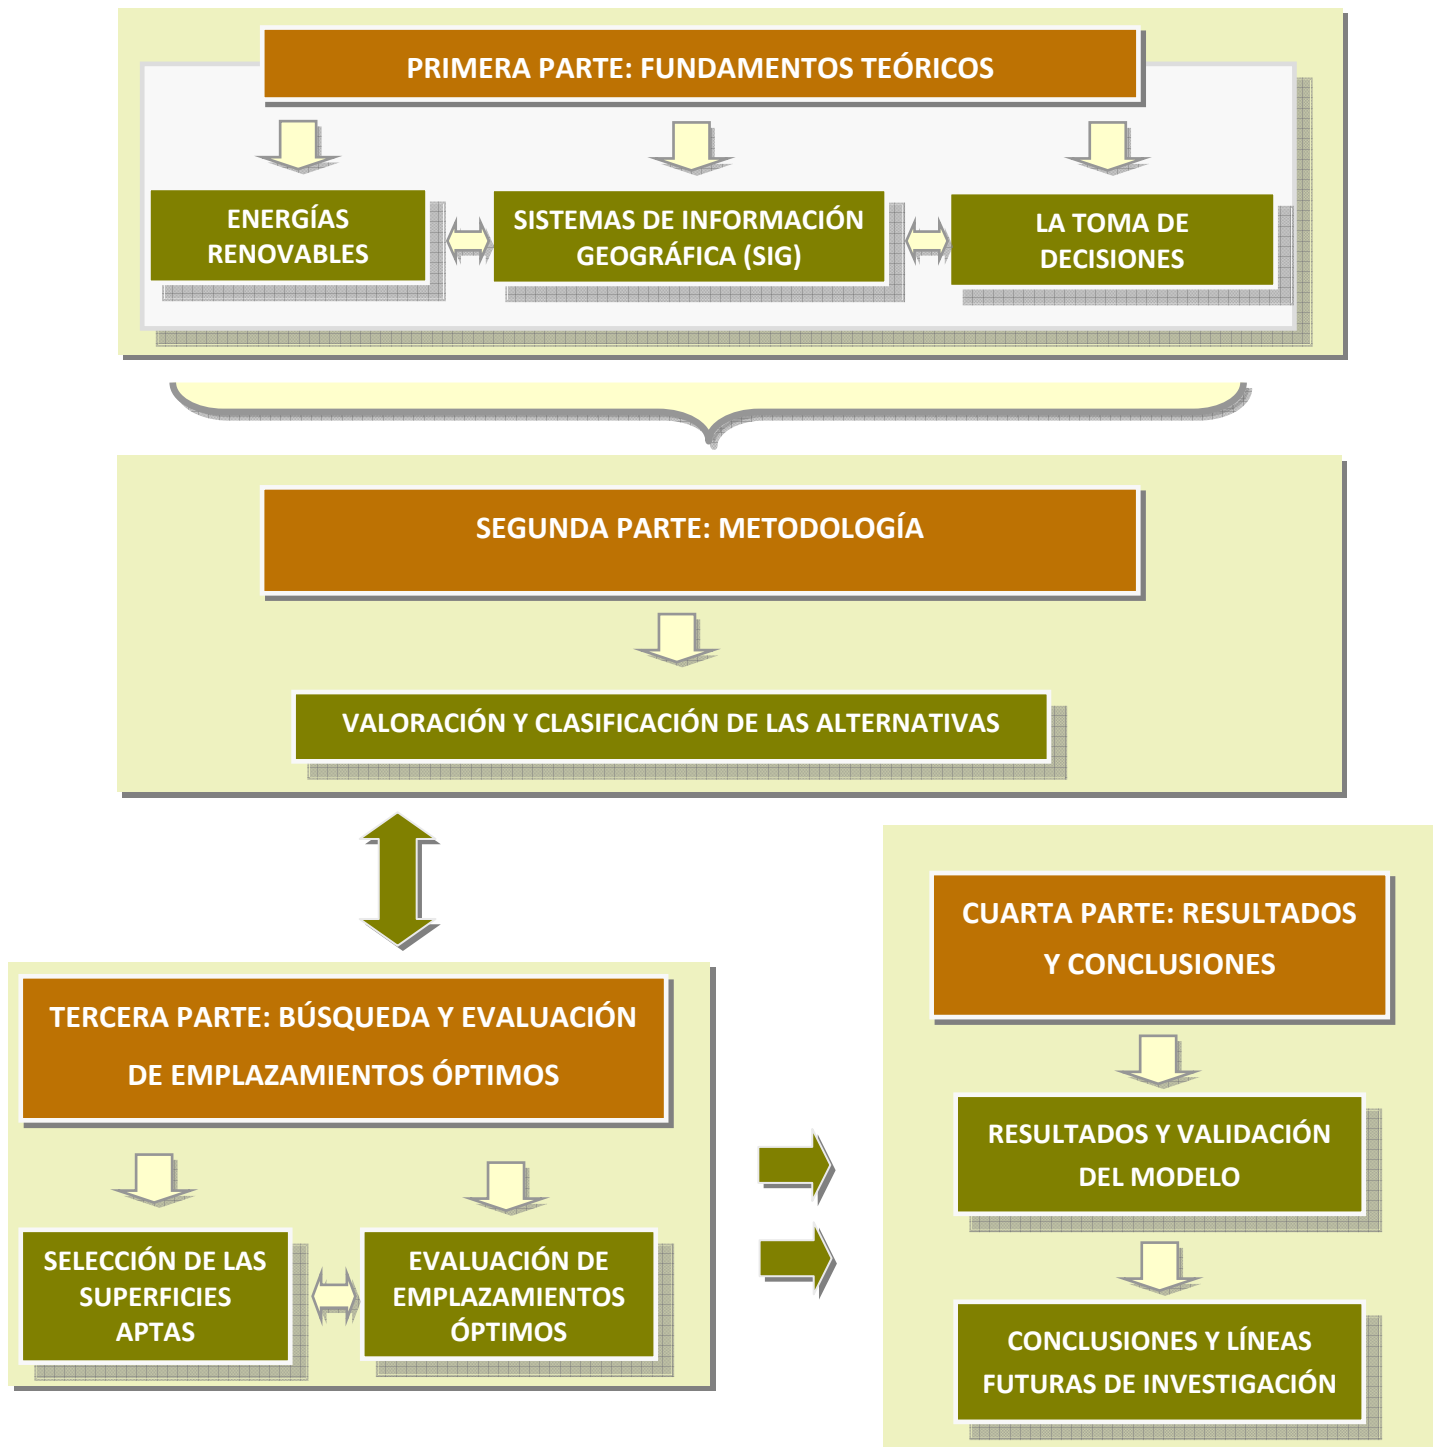 PRIMERA PARTE: FUNDAMENTOS TEÓRICOS
ENERGÍAS
RENOVABLES
SISTEMAS DE INFORMACIÓN
GEOGRÁFICA (SIG)
LA TOMA DE
DECISIONES
SEGUNDA PARTE: METODOLOGÍA
VALORACIÓN Y CLASIFICACIÓN DE LAS ALTERNATIVAS
TERCERA PARTE: BÚSQUEDA Y EVALUACIÓN
DE EMPLAZAMIENTOS ÓPTIMOS
SELECCIÓN DE LAS
SUPERFICIES
APTAS
EVALUACIÓN DE
EMPLAZAMIENTOS
ÓPTIMOS
CUARTA PARTE: RESULTADOS
Y CONCLUSIONES
RESULTADOS Y VALIDACIÓN
DEL MODELO
CONCLUSIONES Y LÍNEAS
FUTURAS DE INVESTIGACIÓN